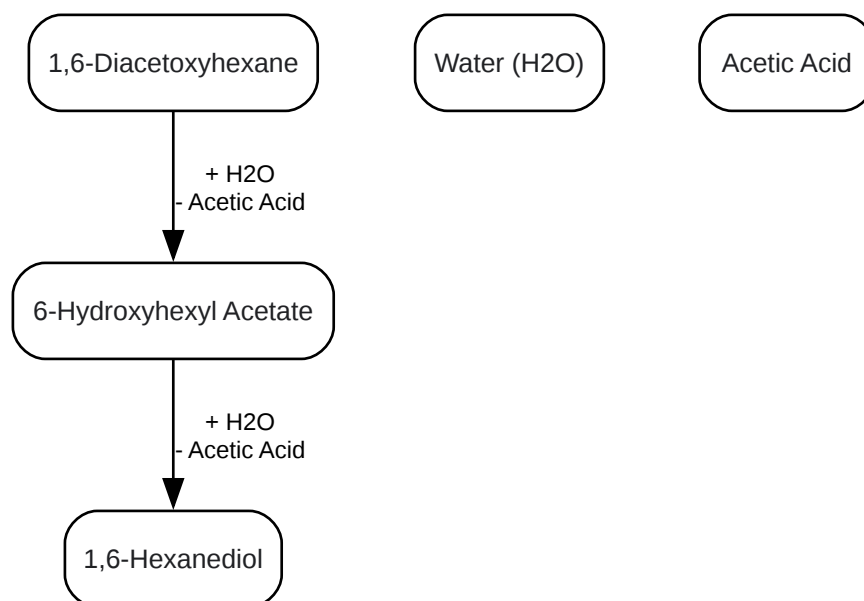 1,6-Diacetoxyhexane
Water (H2O)
Acetic Acid
+ H2O
- Acetic Acid
6-Hydroxyhexyl Acetate
+ H2O
- Acetic Acid
1,6-Hexanediol